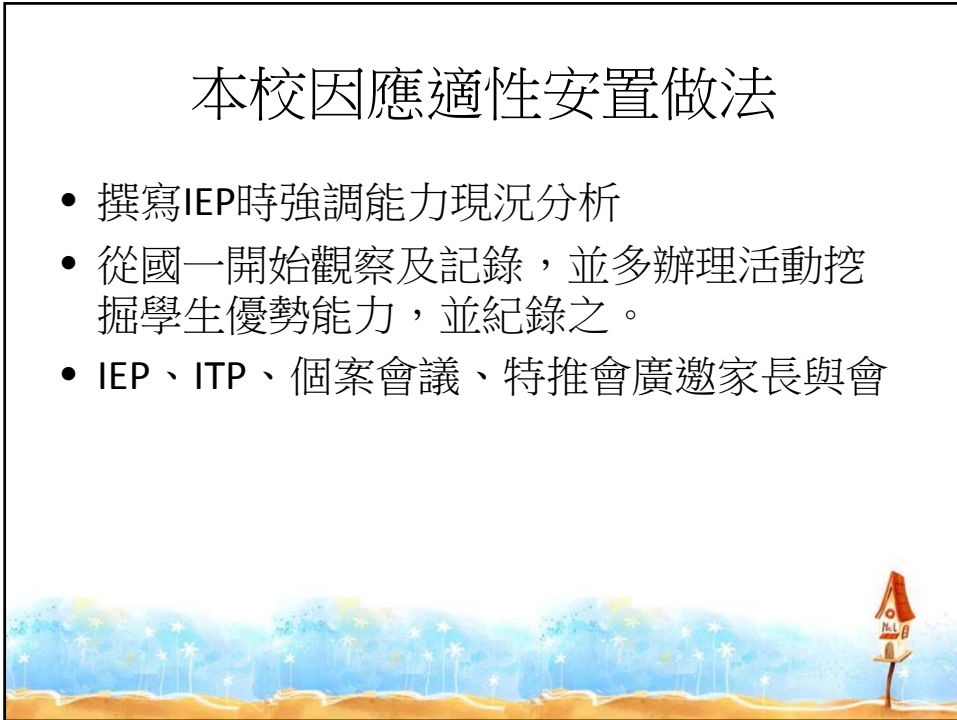 本校因應適性安置做法
• 撰寫IEP時強調能力現況分析
• 從國一開始觀察及記錄，並多辦理活動挖
掘學生優勢能力，並紀錄之。
• IEP、ITP、個案會議、特推會廣邀家長與會